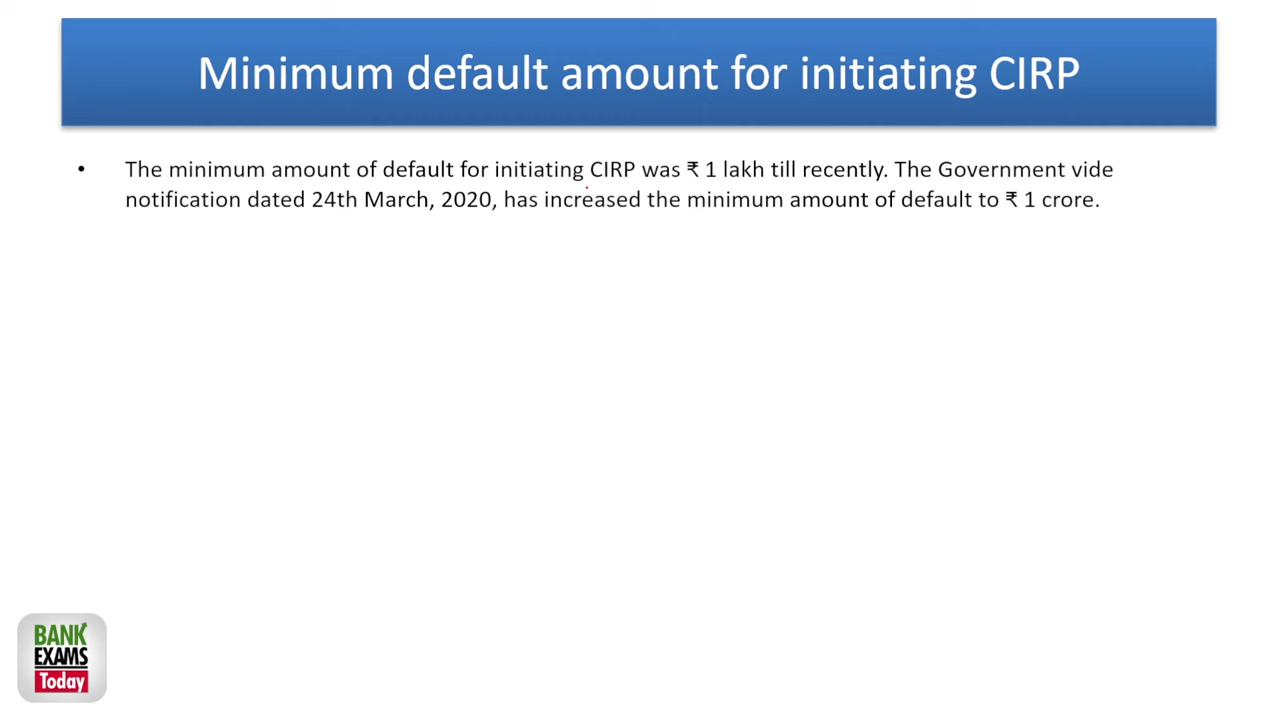 Minimum default amount for initiating CIRP
• The minimum amount of default for initiating CIRP was ₹ 1 lakh till recently. The Government vide
notification dated 24th March, 2020, has increased the minimum amount of default to ₹ 1 crore.
BANK
EXAMS
Today